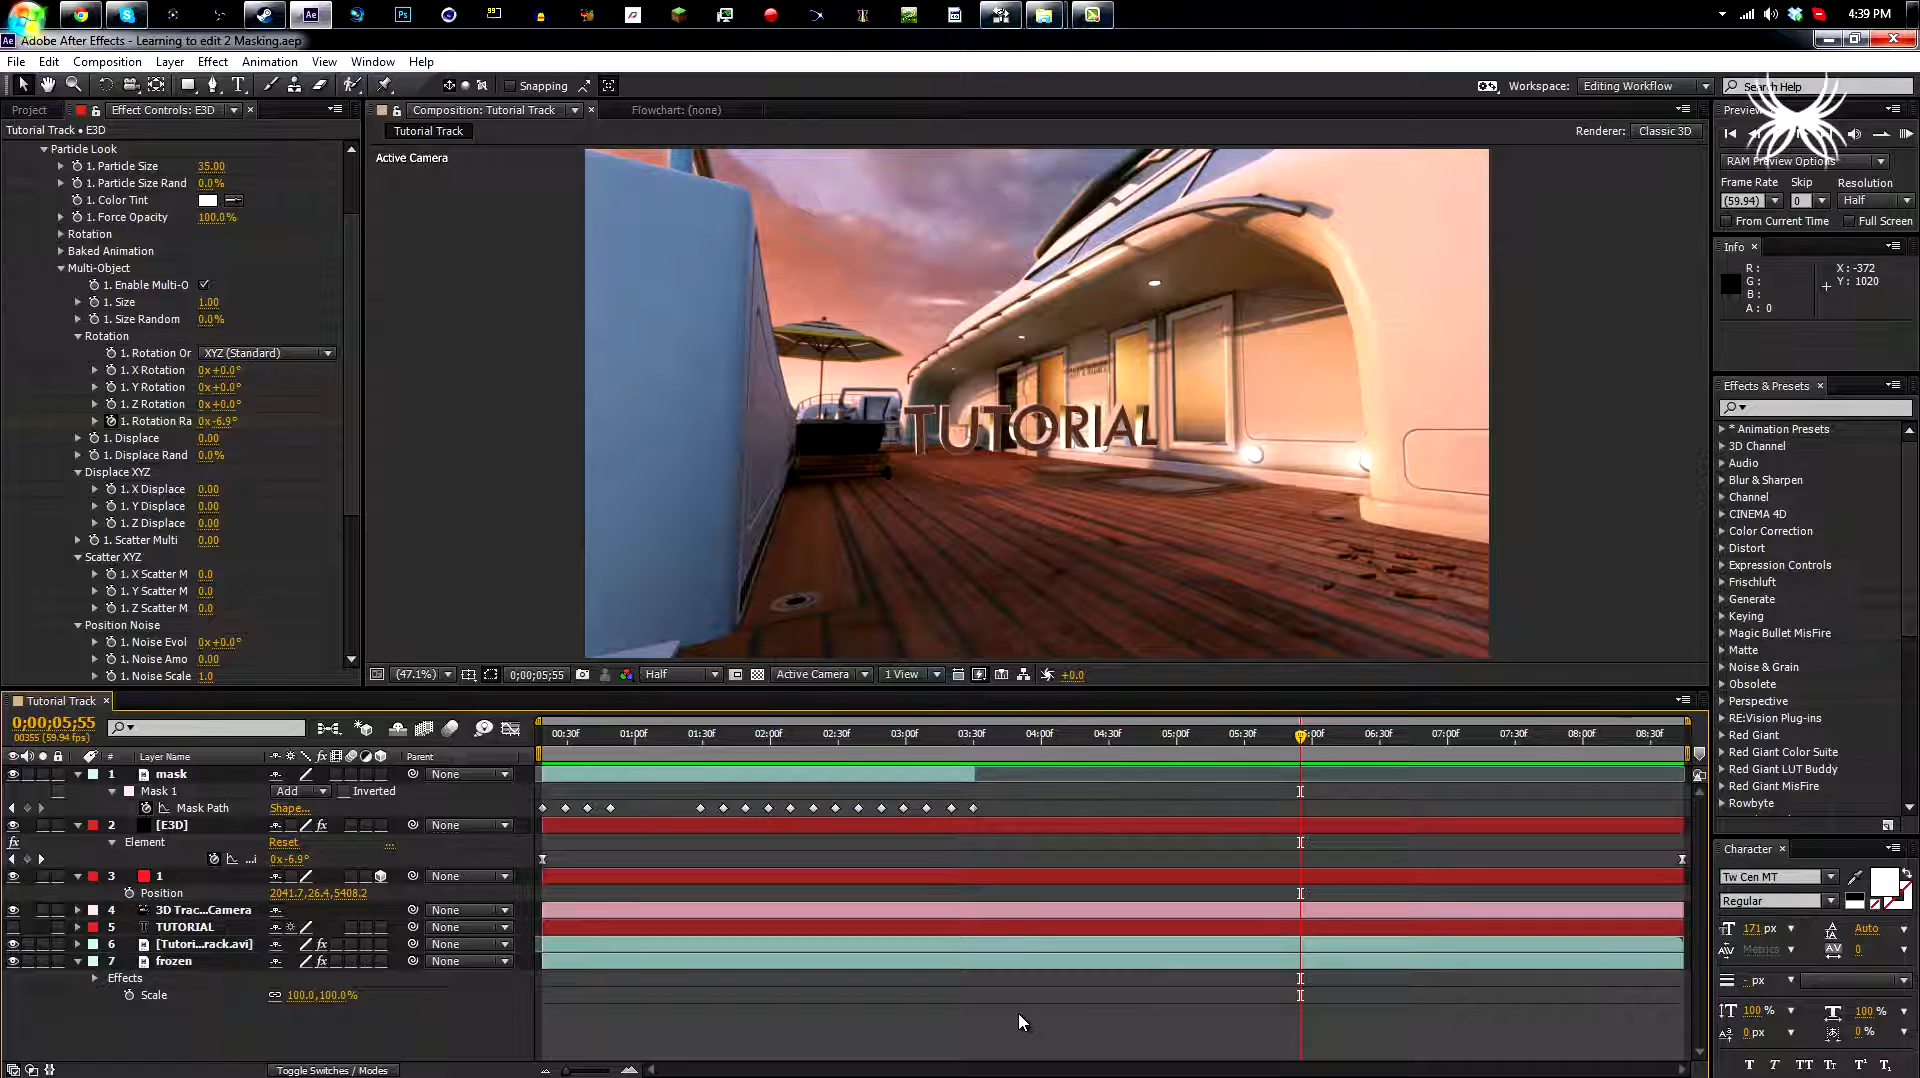 4:39 PM
Adobe After Effects - Learning to edit 2 Masking.aep
File Edit Composition Layer Effect Animation View Window Help
Snapping
Workspace: Editing Workflow
Search Help
Project
Effect Controls: E3D
Composition: Tutorial Track
Flowchart: (none)
Tutorial Track • E3D
Tutorial Track
Renderer: Classic 3D
Active Camera
Particle Look
1. Particle Size 35.00
1. Particle Size Rand 0.0%
1. Color Tint
1. Force Opacity 100.0%
Rotation
Baked Animation
Multi-Object
1. Enable Multi-O
1. Size 1.00
1. Size Random 0.0%
Rotation
1. Rotation Or XYZ (Standard)
1. X Rotation 0x+0.0°
1. Y Rotation 0x+0.0°
1. Z Rotation 0x+0.0°
1. Rotation Ra 0x-6.9°
1. Displace 0.00
1. Displace Rand 0.0%
Displace XYZ
1. X Displace 0.00
1. Y Displace 0.00
1. Z Displace 0.00
1. Scatter Multi 0.00
Scatter XYZ
1. X Scatter M 0.0
1. Y Scatter M 0.0
1. Z Scatter M 0.0
Position Noise
1. Noise Evol 0x+0.0°
1. Noise Amo 0.00
1. Noise Scale 1.0
TUTORIAL
(47.1%) 0;00;05;55 Half Active Camera 1 View +0.0
Preview
RAM Preview Options
Frame Rate Skip Resolution
(59.94) 0 Half
From Current Time Full Screen
Info
R:
G:
B:
A: 0
X: -372
Y: 1020
Effects & Presets
* Animation Presets
3D Channel
Audio
Blur & Sharpen
Channel
CINEMA 4D
Color Correction
Distort
Expression Controls
Frischluft
Generate
Keying
Magic Bullet MisFire
Matte
Noise & Grain
Obsolete
Perspective
RE:Vision Plug-ins
Red Giant
Red Giant Color Suite
Red Giant LUT Buddy
Red Giant MisFire
Rowbyte
Character
Tw Cen MT
Regular
171 px Auto
Metrics 0
- px
100 % 100 %
0 px 0 %
T T TT Tt T¹ T₁
Tutorial Track
0;00;05;55
00355 (59.94 fps)
00:30f 01:00f 01:30f 02:00f 02:30f 03:00f 03:30f 04:00f 04:30f 05:00f 05:30f 06:00f 06:30f 07:00f 07:30f 08:00f 08:30f
# Layer Name Parent
1 mask None
Mask 1 Add Inverted
Mask Path Shape...
2 [E3D] None
Element Reset ...
...i 0x-6.9°
3 1 None
Position 2041.7,26.4,5408.2
4 3D Trac...Camera None
5 TUTORIAL None
6 [Tutori...rack.avi] None
7 frozen None
Effects
Scale 100.0,100.0%
Toggle Switches / Modes